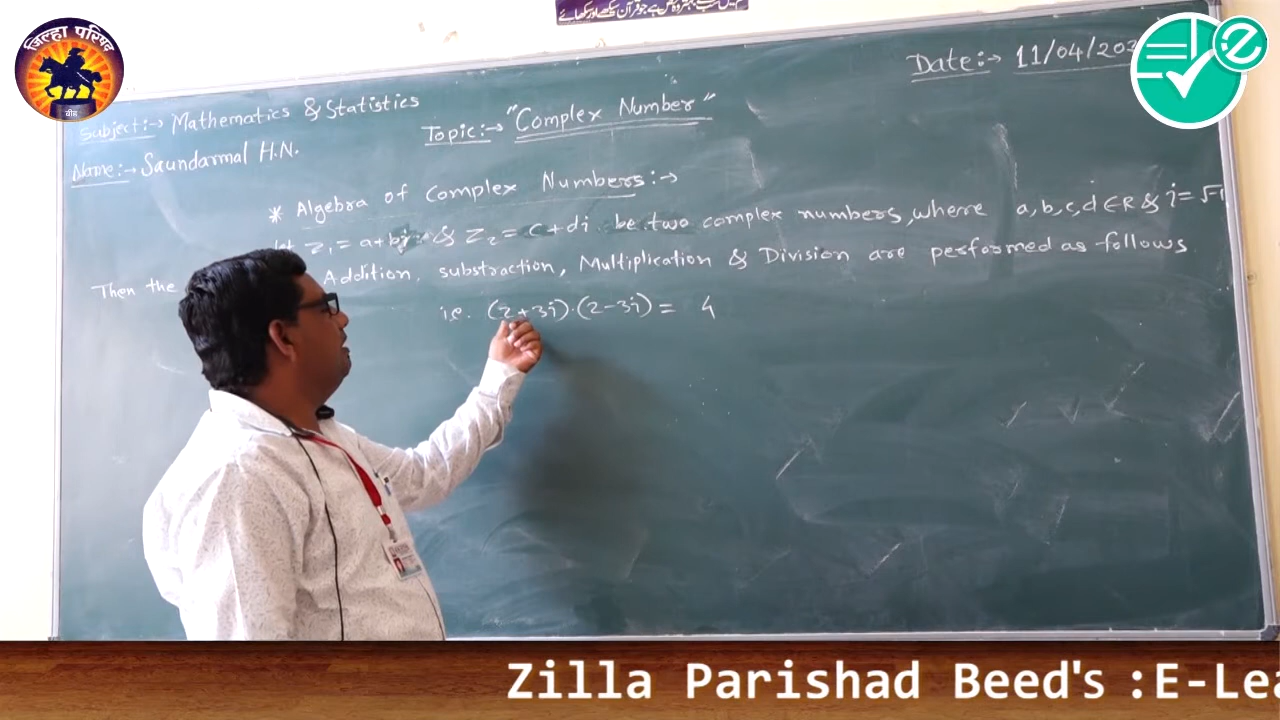 जिल्हा परिषद
बीड
Date:→ 11/04/20
Subject:→ Mathematics & Statistics
Topic:→ "Complex Number"
Name:→ Saundarmal H.N.
* Algebra of Complex Numbers:→
z₁ = a+bi & z₂ = c+di be two complex numbers, where a,b,c,d ∈ R & i = √-1
Then the Addition, substraction, Multiplication & Division are performed as follows
i.e. (2+3i).(2-3i) = 4
Zilla Parishad Beed's :E-Lea